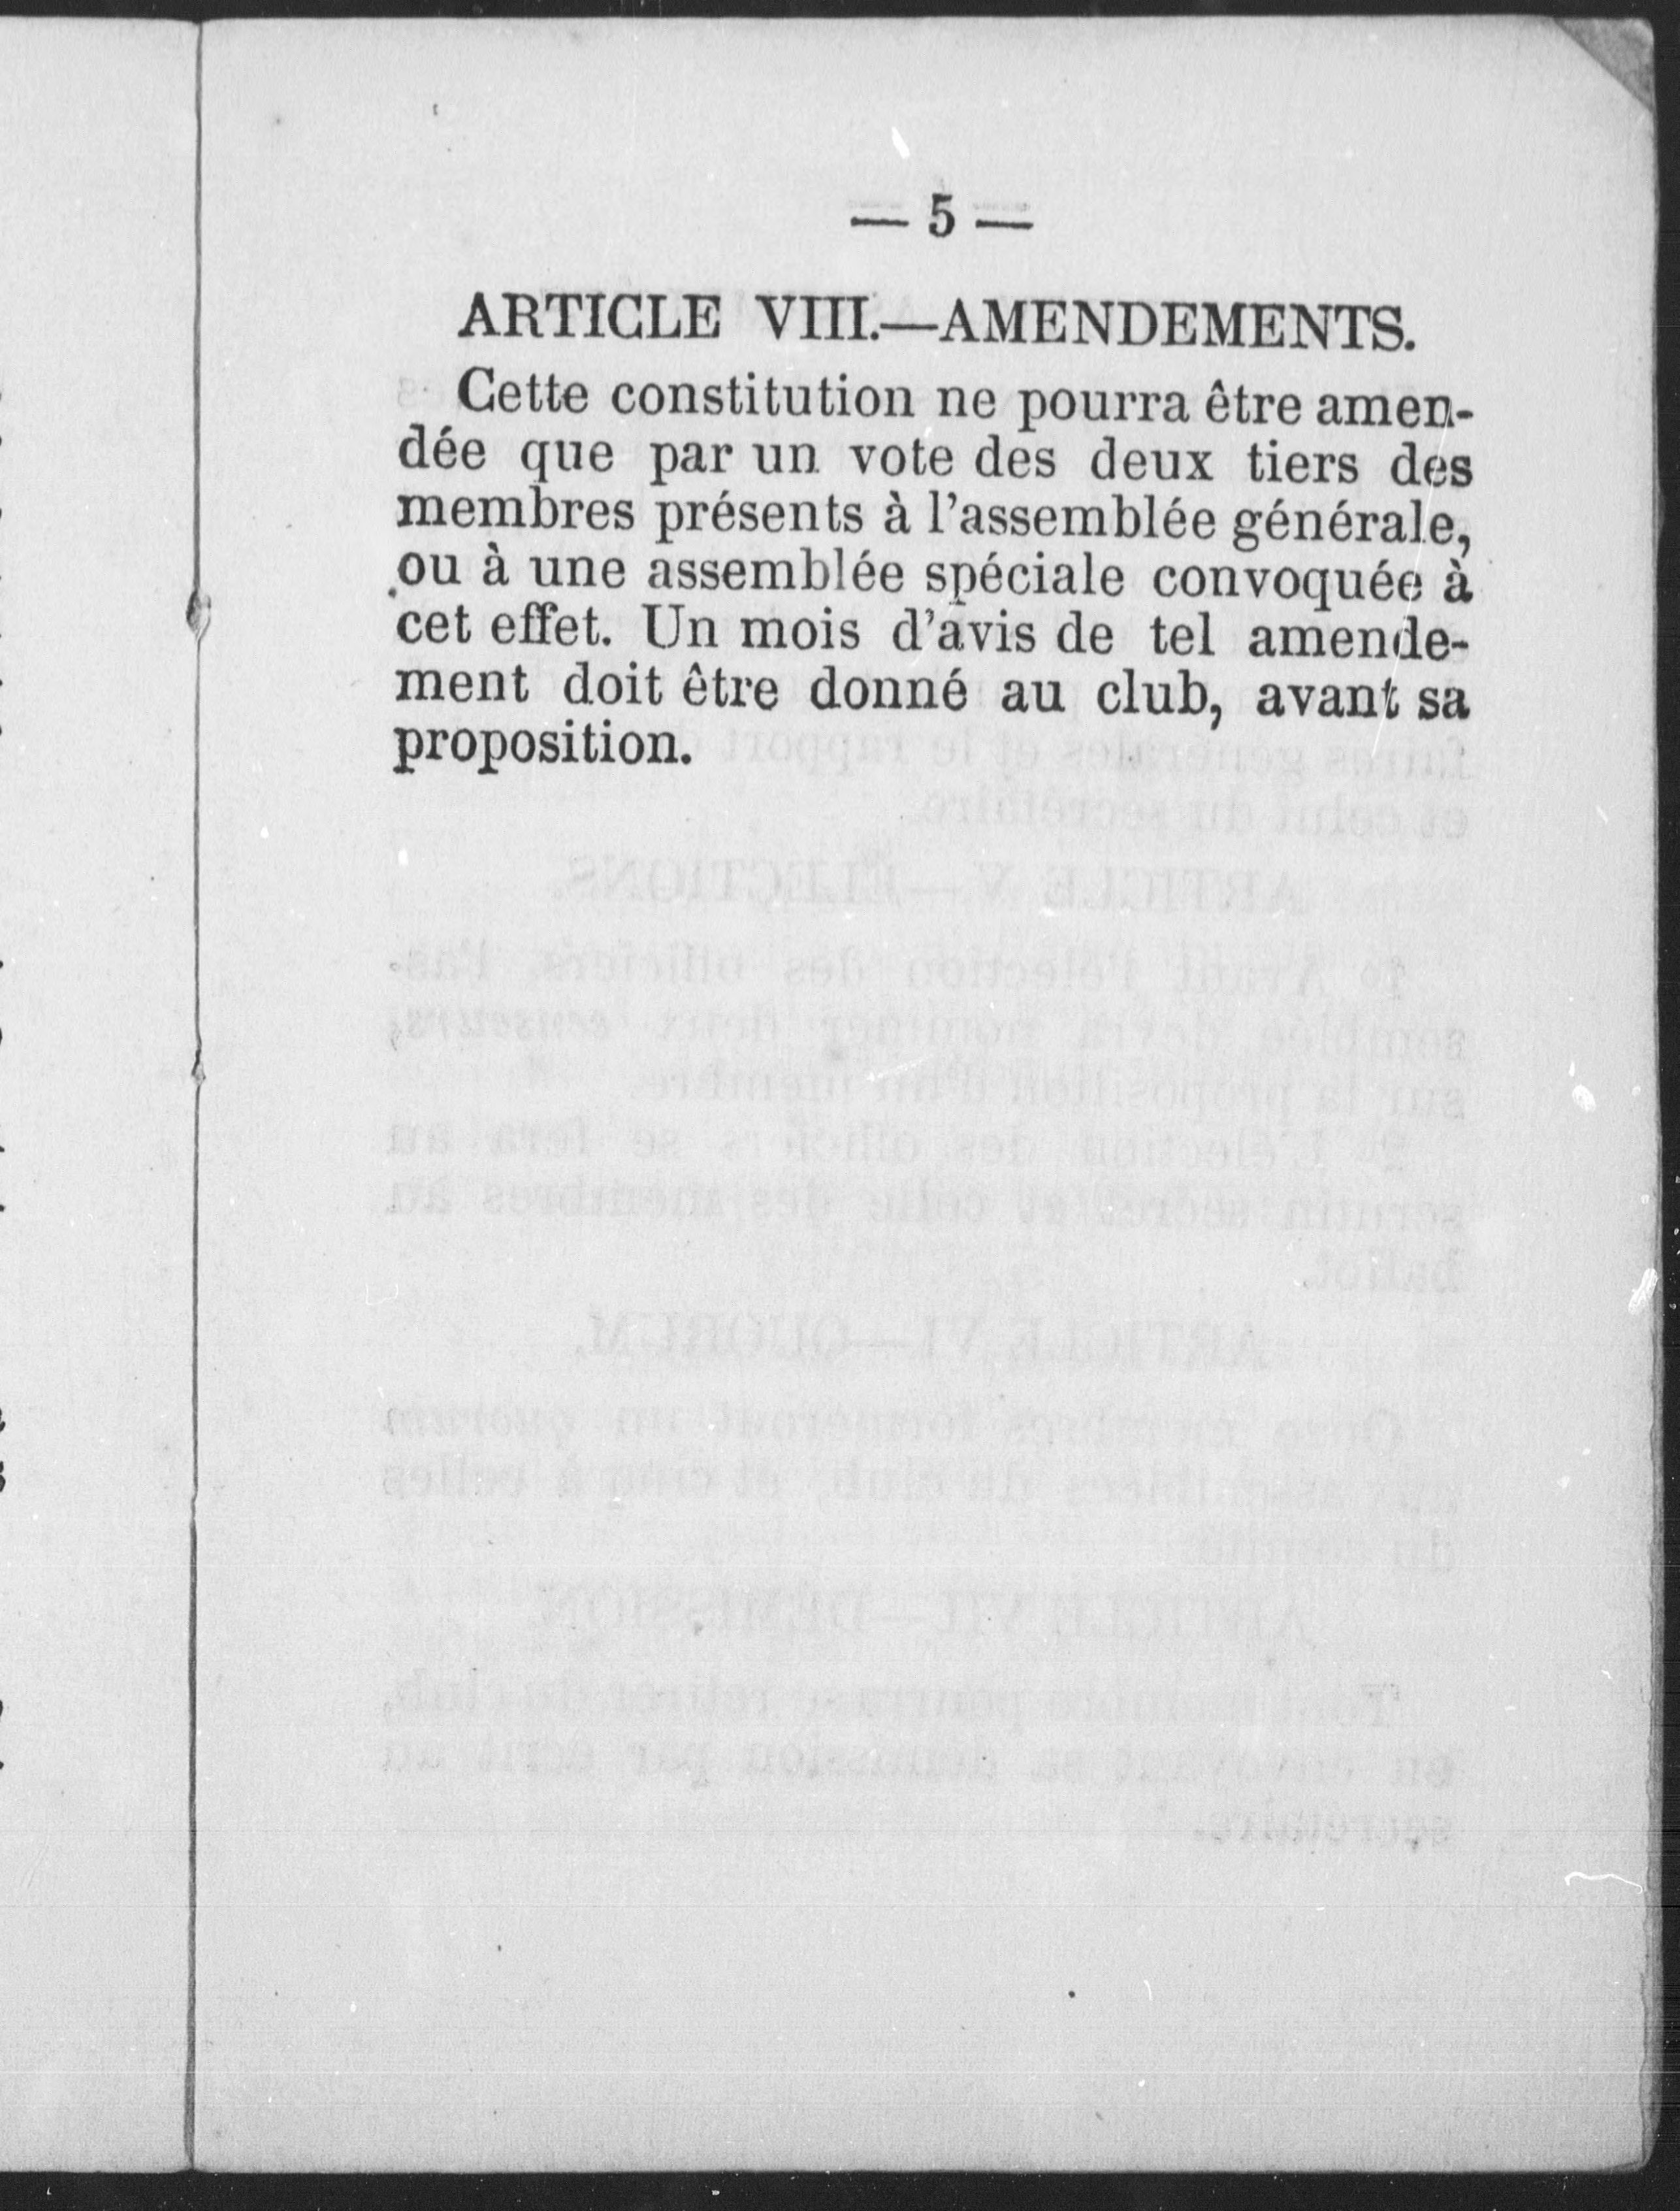 — 5 —
ARTICLE VIII.—AMENDEMENTS.
Cette constitution ne pourra être amen-
dée que par un vote des deux tiers des
membres présents à l'assemblée générale,
ou à une assemblée spéciale convoquée à
cet effet. Un mois d'avis de tel amende-
ment doit être donné au club, avant sa
proposition.